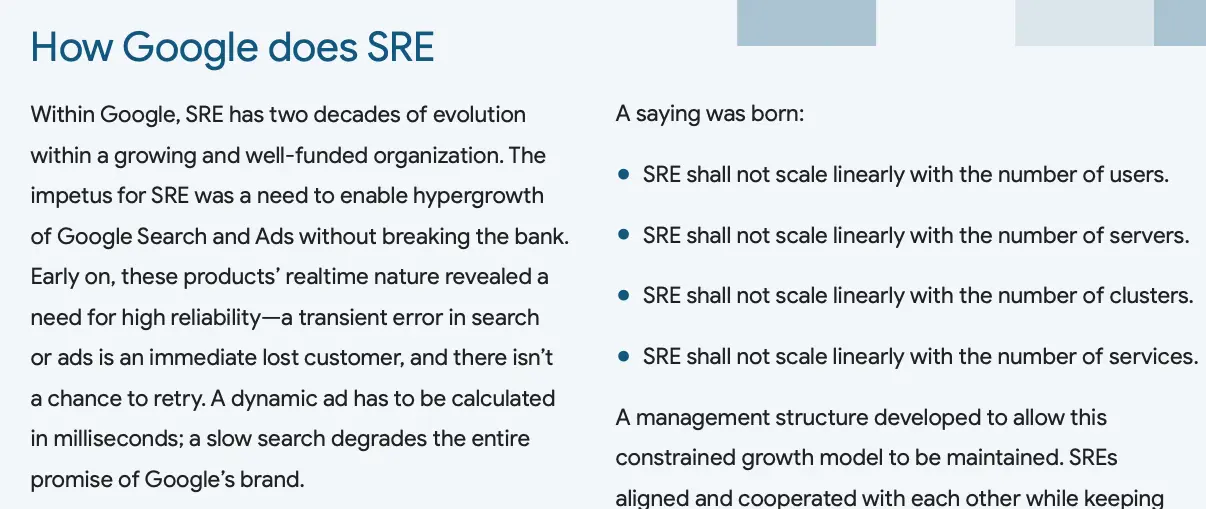 How Google does SRE
Within Google, SRE has two decades of evolution
within a growing and well-funded organization. The
impetus for SRE was a need to enable hypergrowth
of Google Search and Ads without breaking the bank.
Early on, these products’ realtime nature revealed a
need for high reliability—a transient error in search
or ads is an immediate lost customer, and there isn’t
a chance to retry. A dynamic ad has to be calculated
in milliseconds; a slow search degrades the entire
promise of Google’s brand.
A saying was born:
● SRE shall not scale linearly with the number of users.
● SRE shall not scale linearly with the number of servers.
● SRE shall not scale linearly with the number of clusters.
● SRE shall not scale linearly with the number of services.
A management structure developed to allow this
constrained growth model to be maintained. SREs
aligned and cooperated with each other while keeping